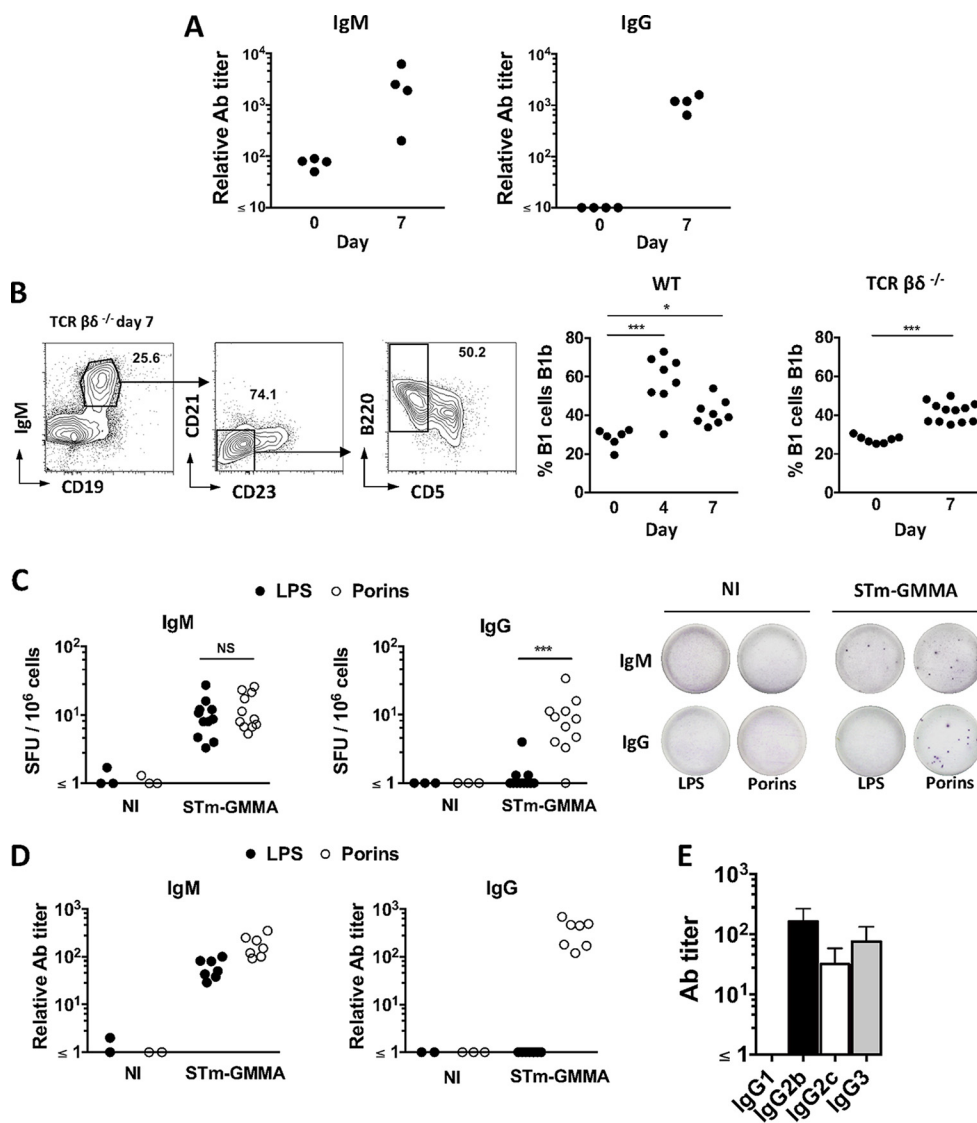 A
IgM
IgG
Relative Ab titer
10⁴
10³
10²
≤ 10
0
7
Day
Relative Ab titer
10⁴
10³
10²
≤ 10
0
7
Day
B
TCR βδ -/- day 7
25.6
IgM
CD19
74.1
CD21
CD23
50.2
B220
CD5
WT
*
***
% B1 cells B1b
80
60
40
20
0
0
4
7
Day
TCR βδ -/-
***
% B1 cells B1b
80
60
40
20
0
0
7
Day
C
LPS
Porins
IgM
NS
SFU / 10⁶ cells
10²
10¹
≤ 1
NI
STm-GMMA
IgG
***
SFU / 10⁶ cells
10²
10¹
≤ 1
NI
STm-GMMA
NI
STm-GMMA
IgM
IgG
LPS
Porins
LPS
Porins
D
LPS
Porins
IgM
Relative Ab titer
10³
10²
10¹
≤ 1
NI
STm-GMMA
IgG
Relative Ab titer
10³
10²
10¹
≤ 1
NI
STm-GMMA
E
Ab titer
10³
10²
10¹
≤ 1
IgG1
IgG2b
IgG2c
IgG3